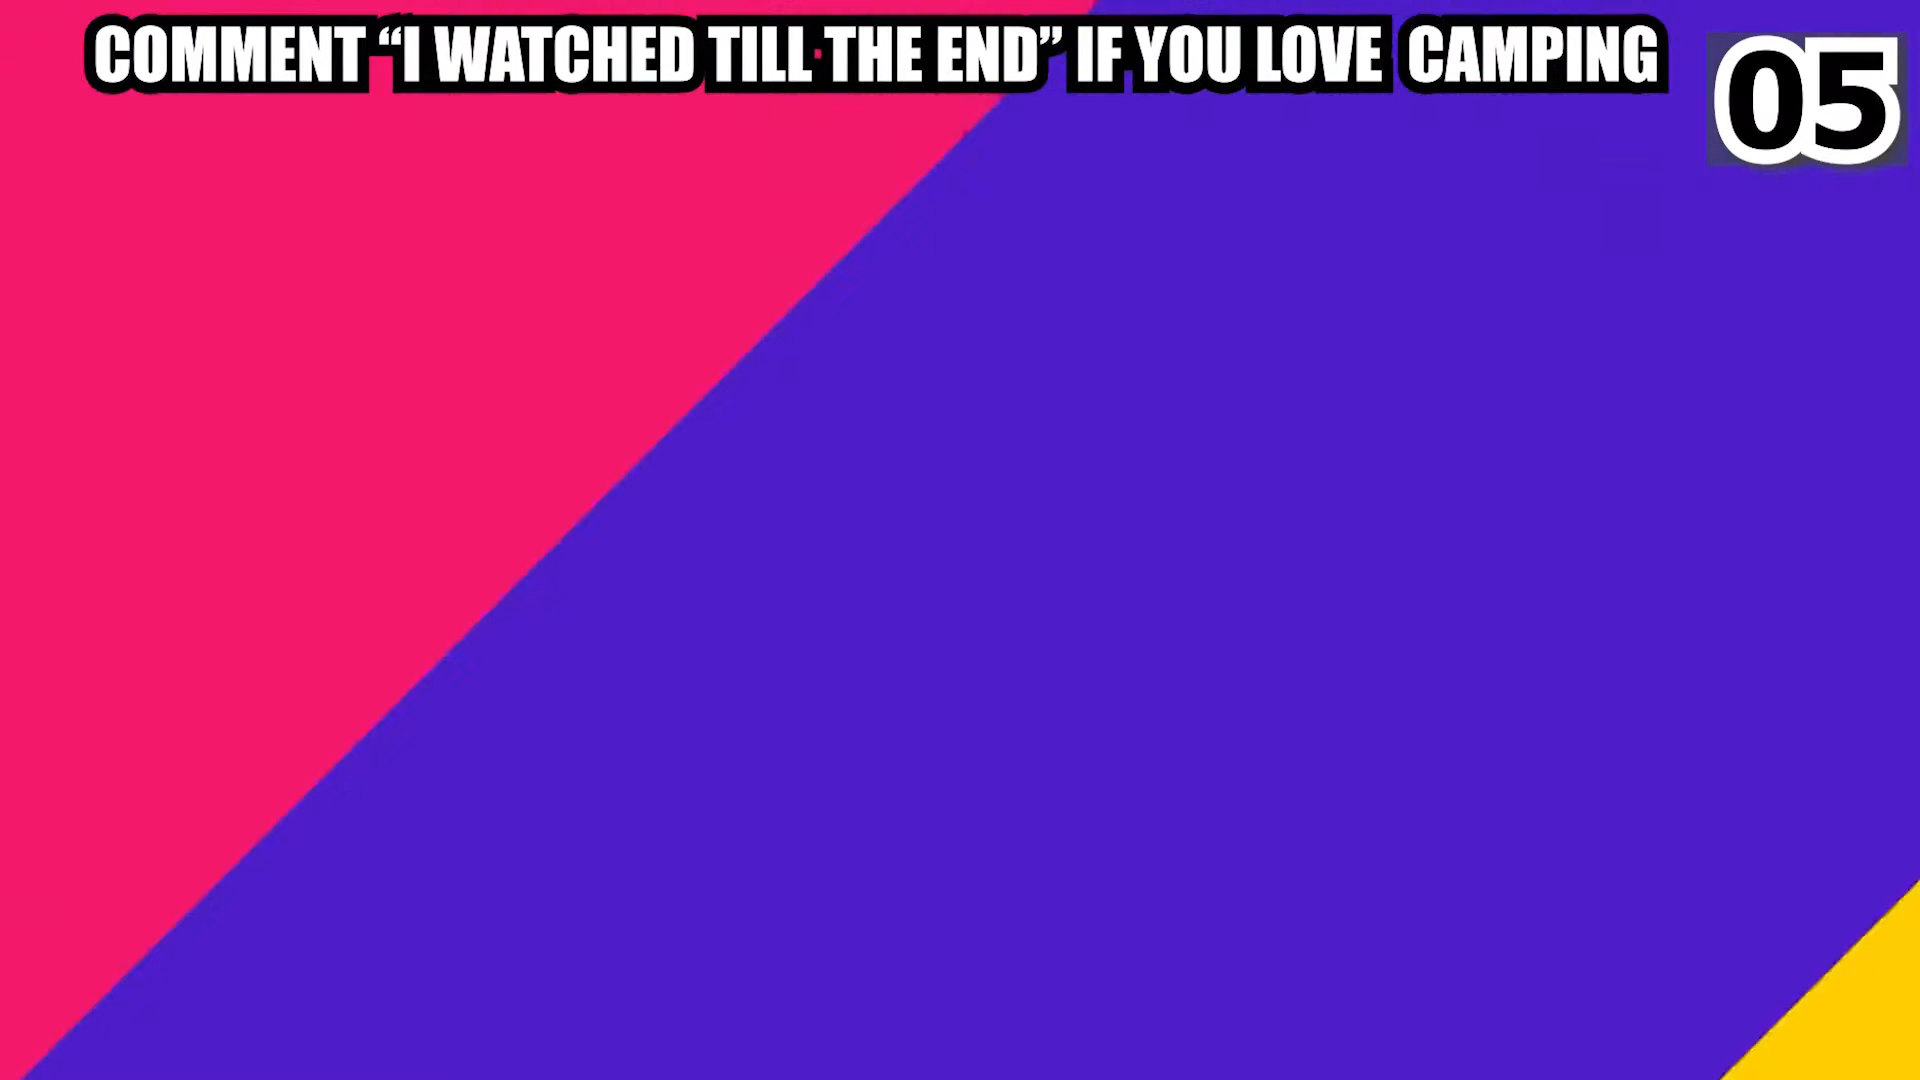 COMMENT “I WATCHED TILL THE END” IF YOU LOVE CAMPING
05